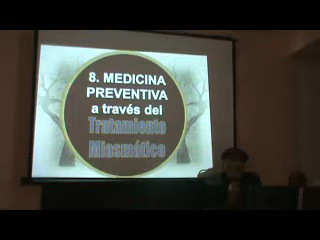 8. MEDICINA
PREVENTIVA
a través del
Tratamiento
Miasmático